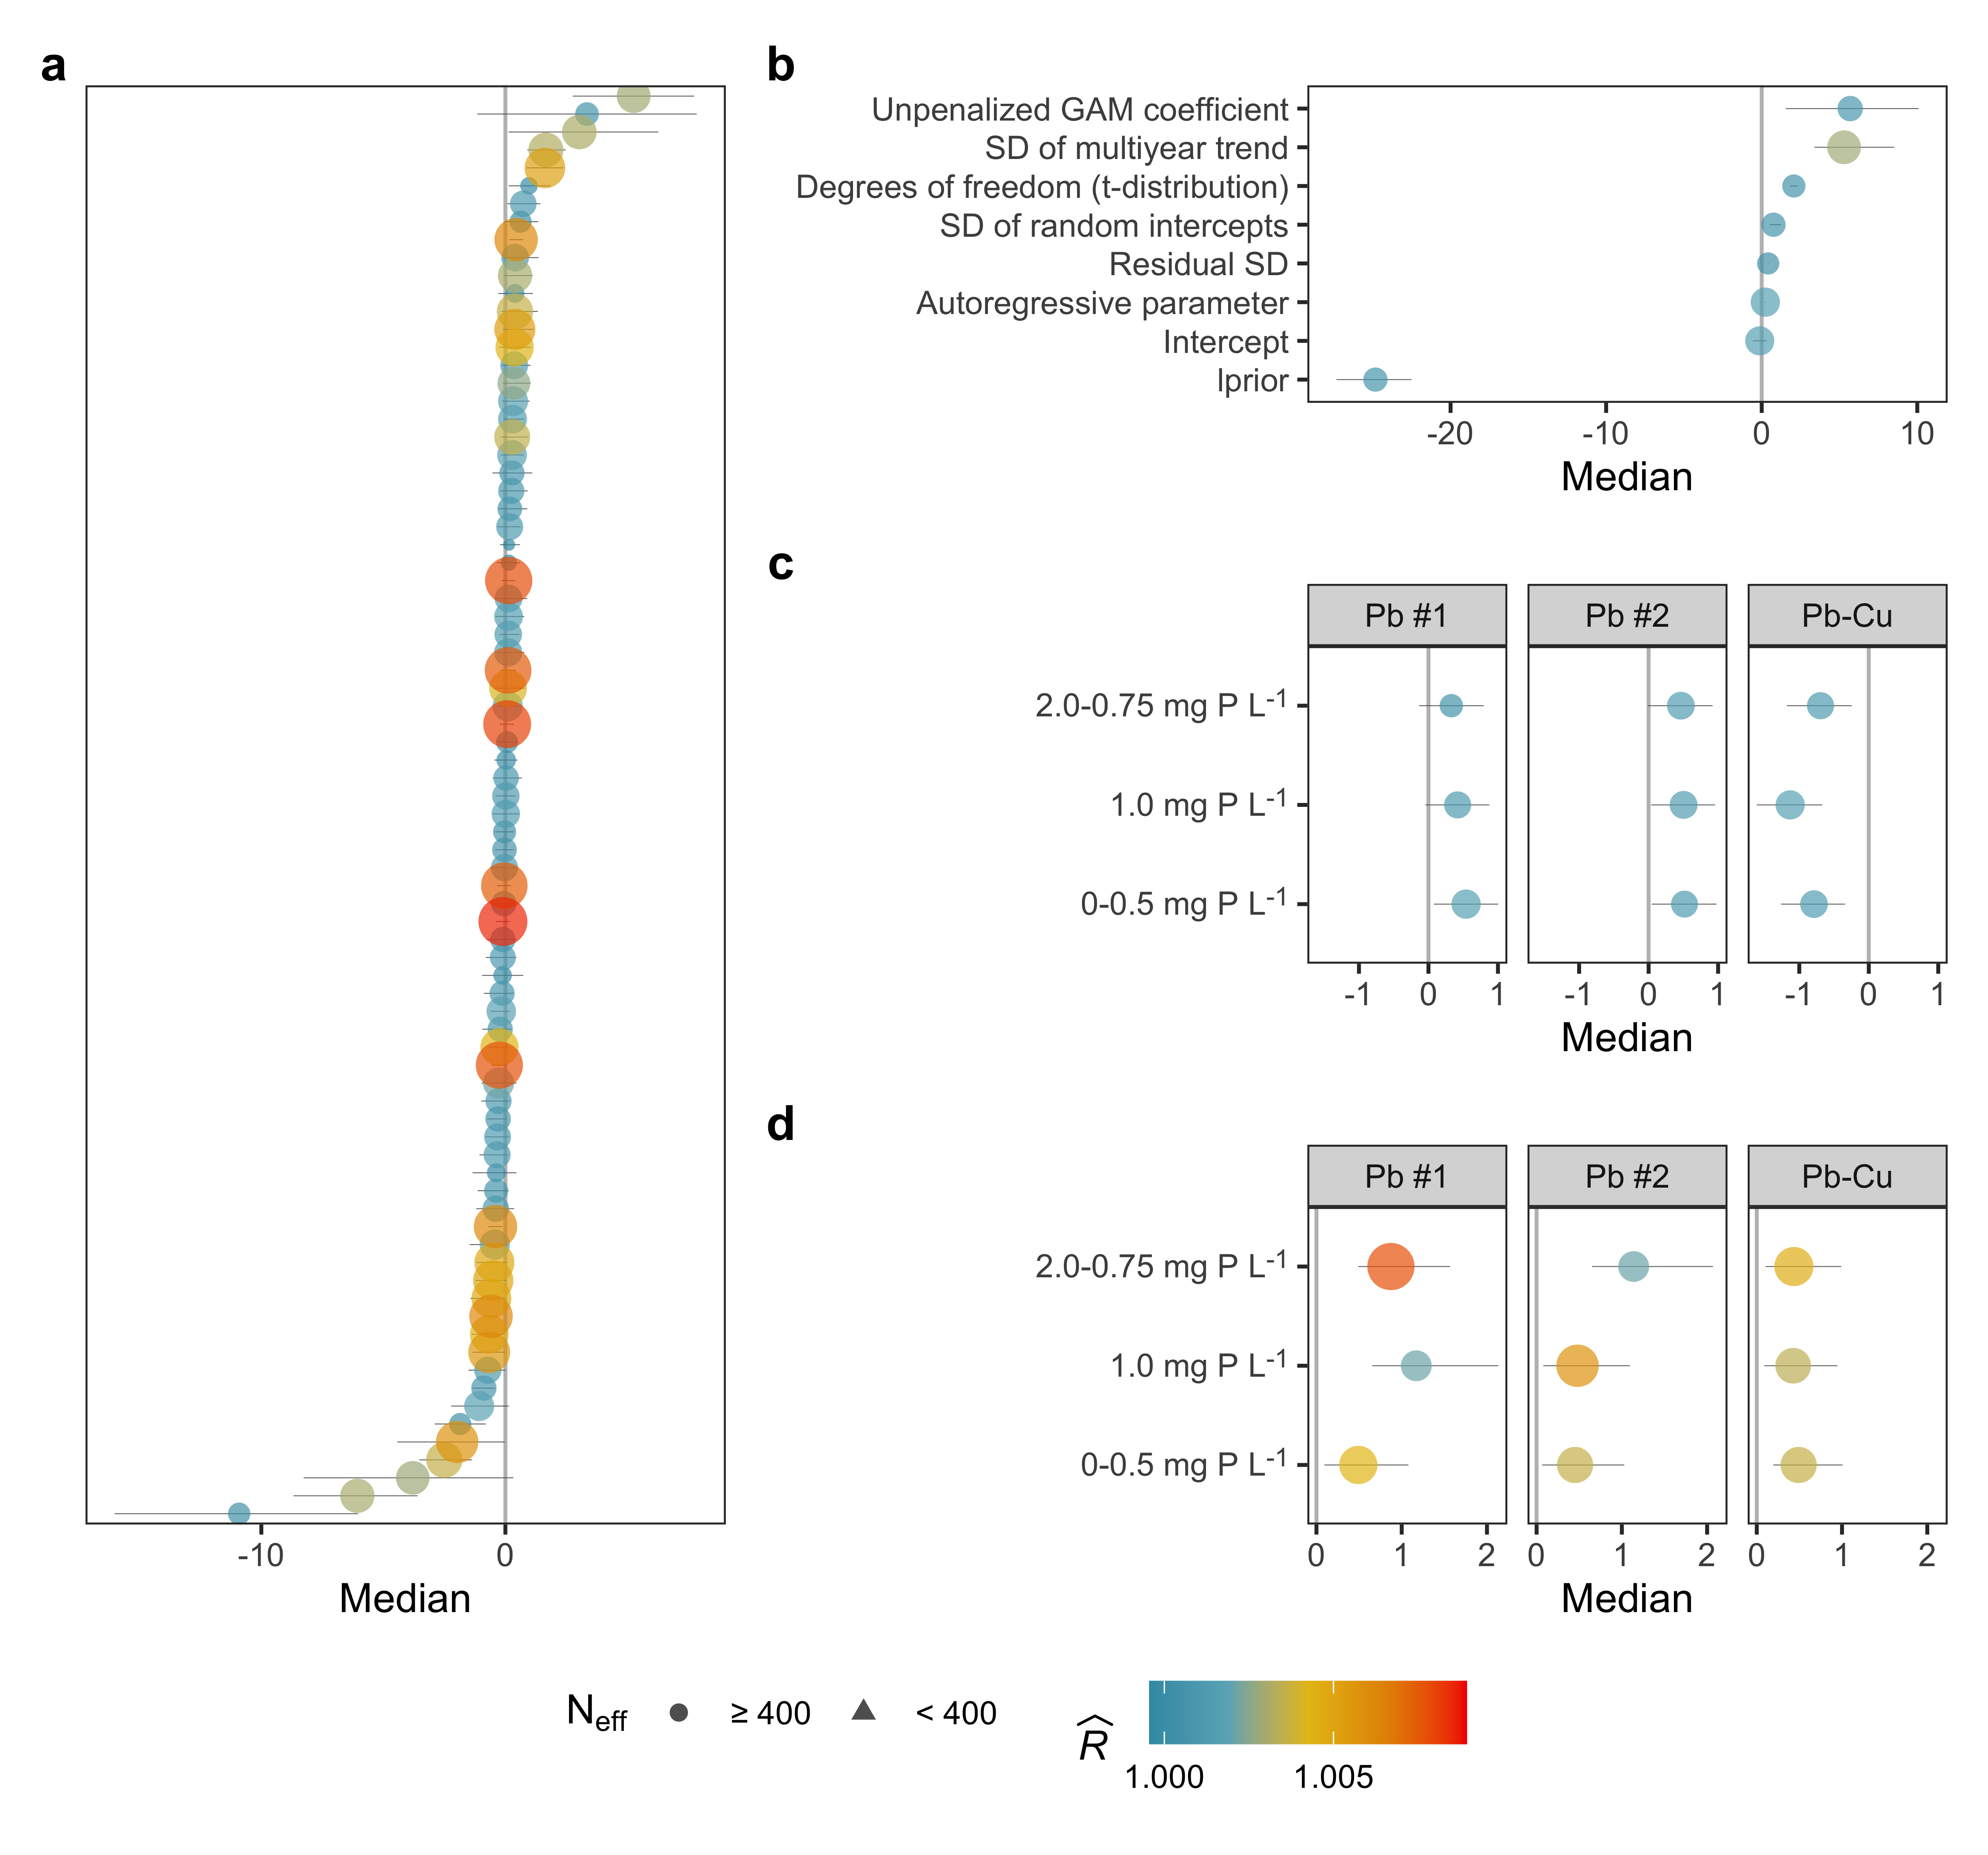 a
-10 0
Median
b
Unpenalized GAM coefficient
SD of multiyear trend
Degrees of freedom (t-distribution)
SD of random intercepts
Residual SD
Autoregressive parameter
Intercept
lprior
-20 -10 0 10
Median
c
Pb #1 Pb #2 Pb-Cu
2.0-0.75 mg P L⁻¹
1.0 mg P L⁻¹
0-0.5 mg P L⁻¹
-1 0 1 -1 0 1 -1 0 1
Median
d
Pb #1 Pb #2 Pb-Cu
2.0-0.75 mg P L⁻¹
1.0 mg P L⁻¹
0-0.5 mg P L⁻¹
0 1 2 0 1 2 0 1 2
Median
Neff ≥ 400 < 400
R̂
1.000 1.005